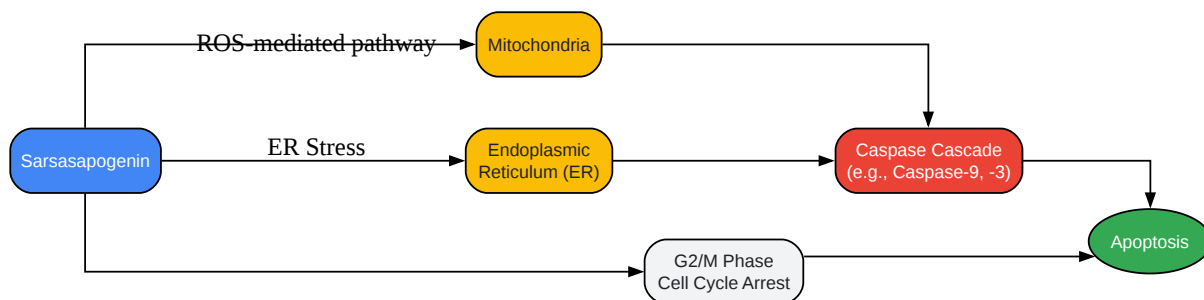 ROS-mediated pathway
Mitochondria
Sarsasapogenin
ER Stress
Endoplasmic
Reticulum (ER)
Caspase Cascade
(e.g., Caspase-9, -3)
Apoptosis
G2/M Phase
Cell Cycle Arrest